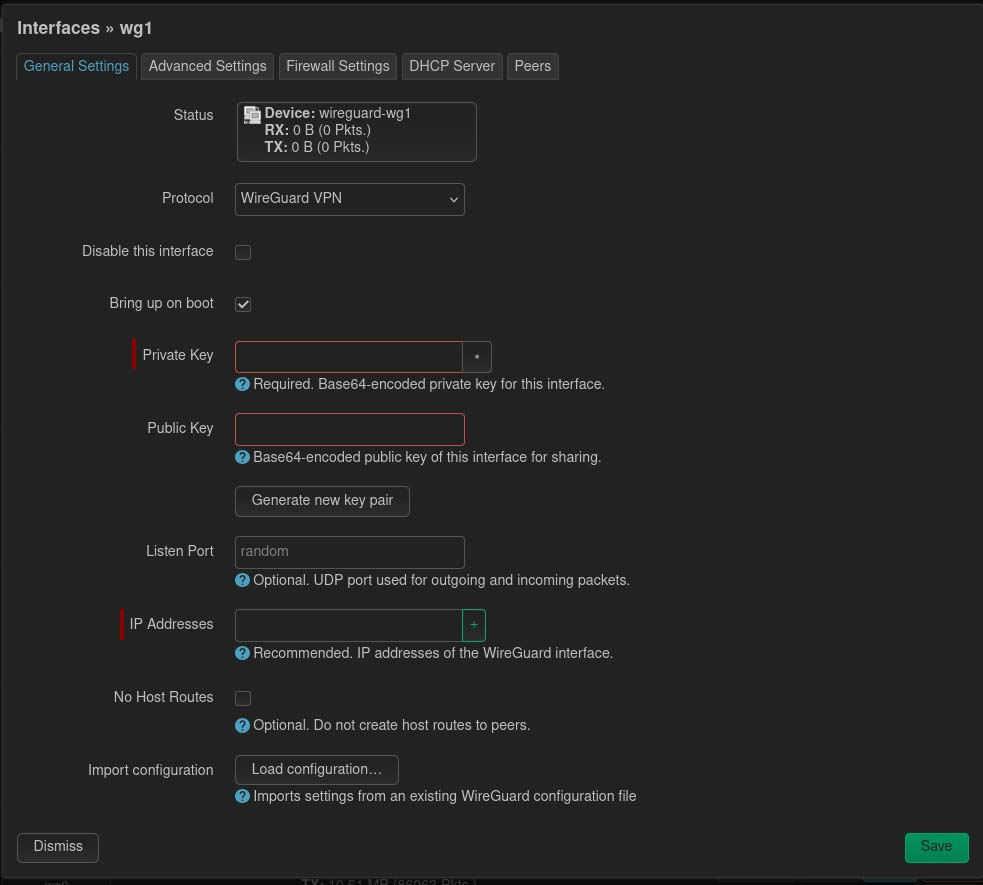 Interfaces » wg1
General Settings Advanced Settings Firewall Settings DHCP Server Peers
Status
Device: wireguard-wg1
RX: 0 B (0 Pkts.)
TX: 0 B (0 Pkts.)
Protocol WireGuard VPN
Disable this interface
Bring up on boot
Private Key *
Required. Base64-encoded private key for this interface.
Public Key
Base64-encoded public key of this interface for sharing.
Generate new key pair
Listen Port random
Optional. UDP port used for outgoing and incoming packets.
IP Addresses +
Recommended. IP addresses of the WireGuard interface.
No Host Routes
Optional. Do not create host routes to peers.
Import configuration Load configuration…
Imports settings from an existing WireGuard configuration file
Dismiss Save
TX: 10.61 MB (86063 Pkts.)